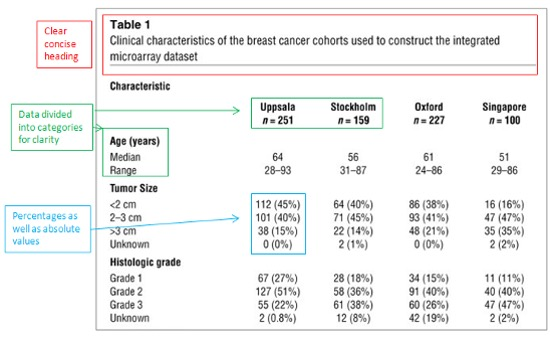 Clear
concise
heading
Table 1
Clinical characteristics of the breast cancer cohorts used to construct the integrated
microarray dataset
Characteristic
Data divided
into categories
for clarity
Uppsala Stockholm Oxford Singapore
n = 251 n = 159 n = 227 n = 100
Age (years)
Median 64 56 61 51
Range 28–93 31–87 24–86 29–86
Percentages as
well as absolute
values
Tumor Size
<2 cm 112 (45%) 64 (40%) 86 (38%) 16 (16%)
2–3 cm 101 (40%) 71 (45%) 93 (41%) 47 (47%)
>3 cm 38 (15%) 22 (14%) 48 (21%) 35 (35%)
Unknown 0 (0%) 2 (1%) 0 (0%) 2 (2%)
Histologic grade
Grade 1 67 (27%) 28 (18%) 34 (15%) 11 (11%)
Grade 2 127 (51%) 58 (36%) 91 (40%) 40 (40%)
Grade 3 55 (22%) 61 (38%) 60 (26%) 47 (47%)
Unknown 2 (0.8%) 12 (8%) 42 (19%) 2 (2%)